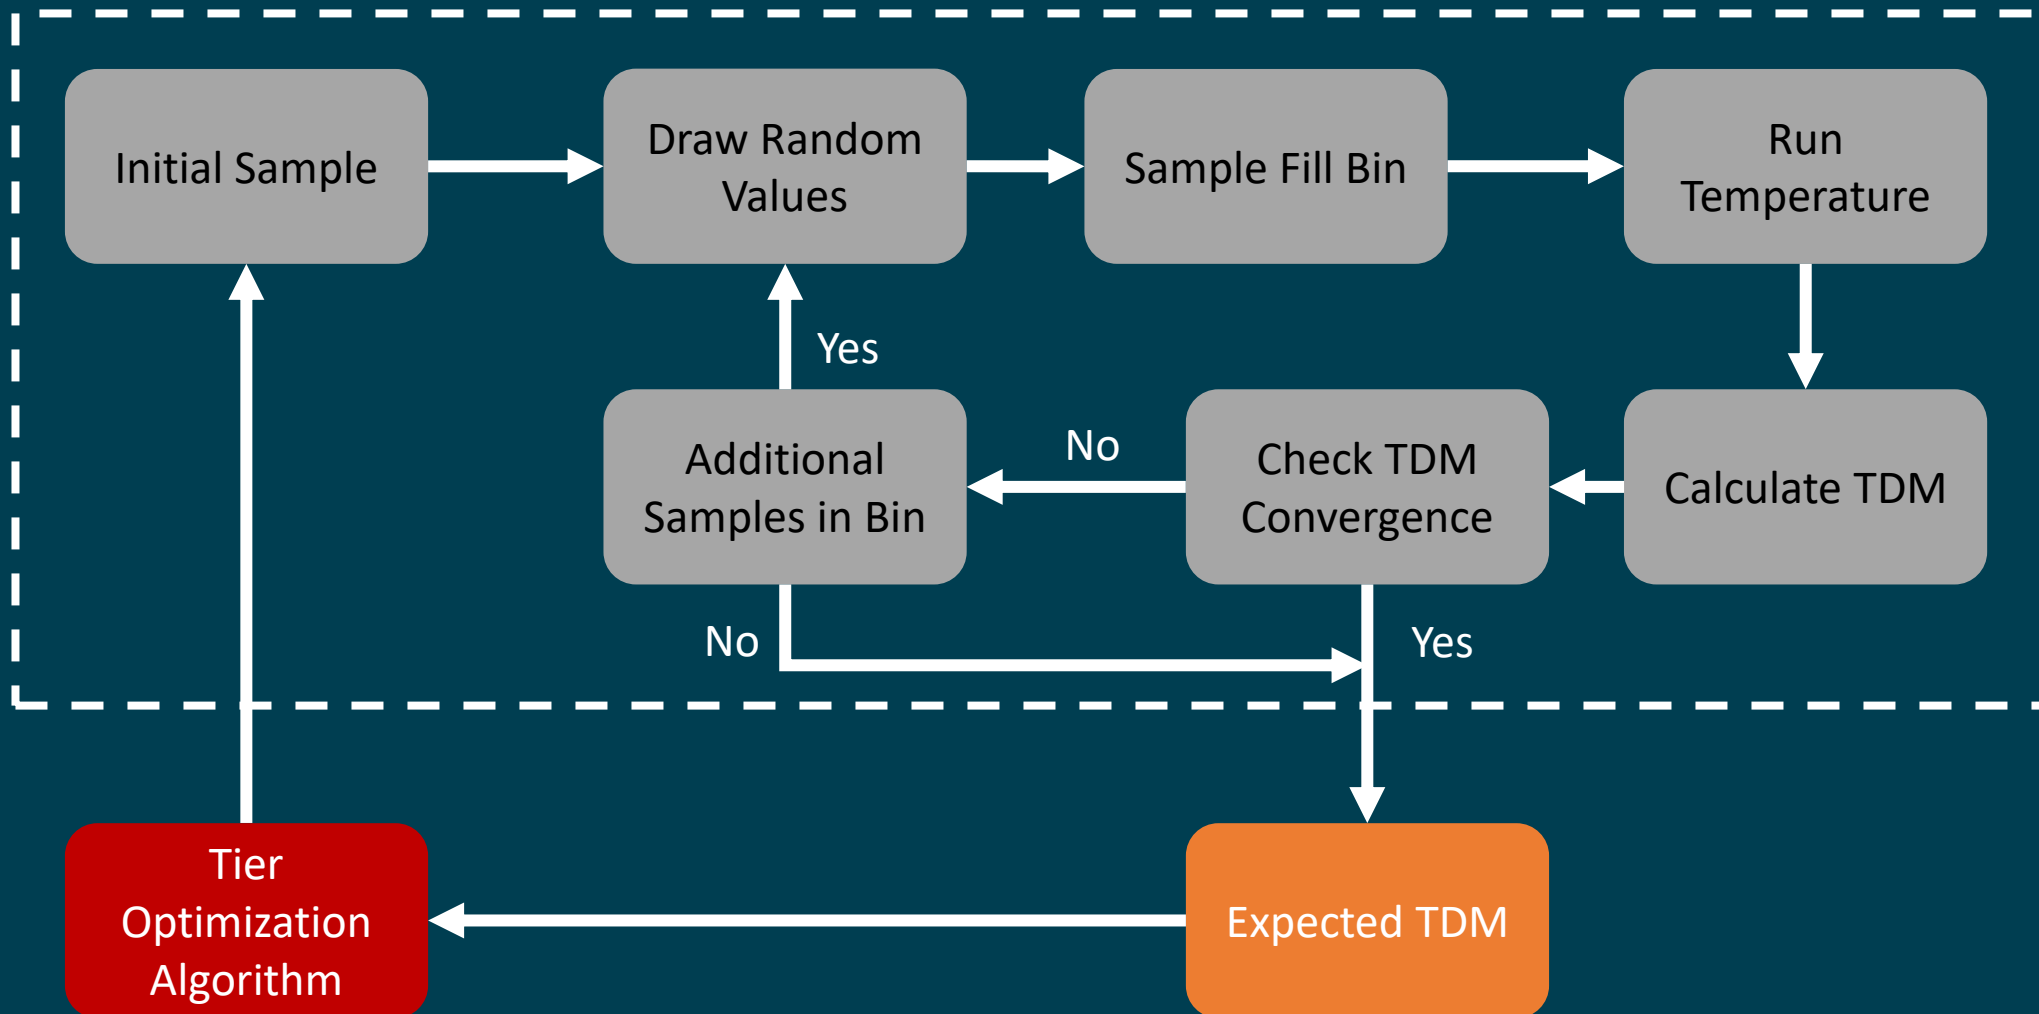 Initial Sample
Draw Random
Values
Sample Fill Bin
Run
Temperature
Yes
Additional
Samples in Bin
No
Check TDM
Convergence
Calculate TDM
No
Yes
Tier
Optimization
Algorithm
Expected TDM